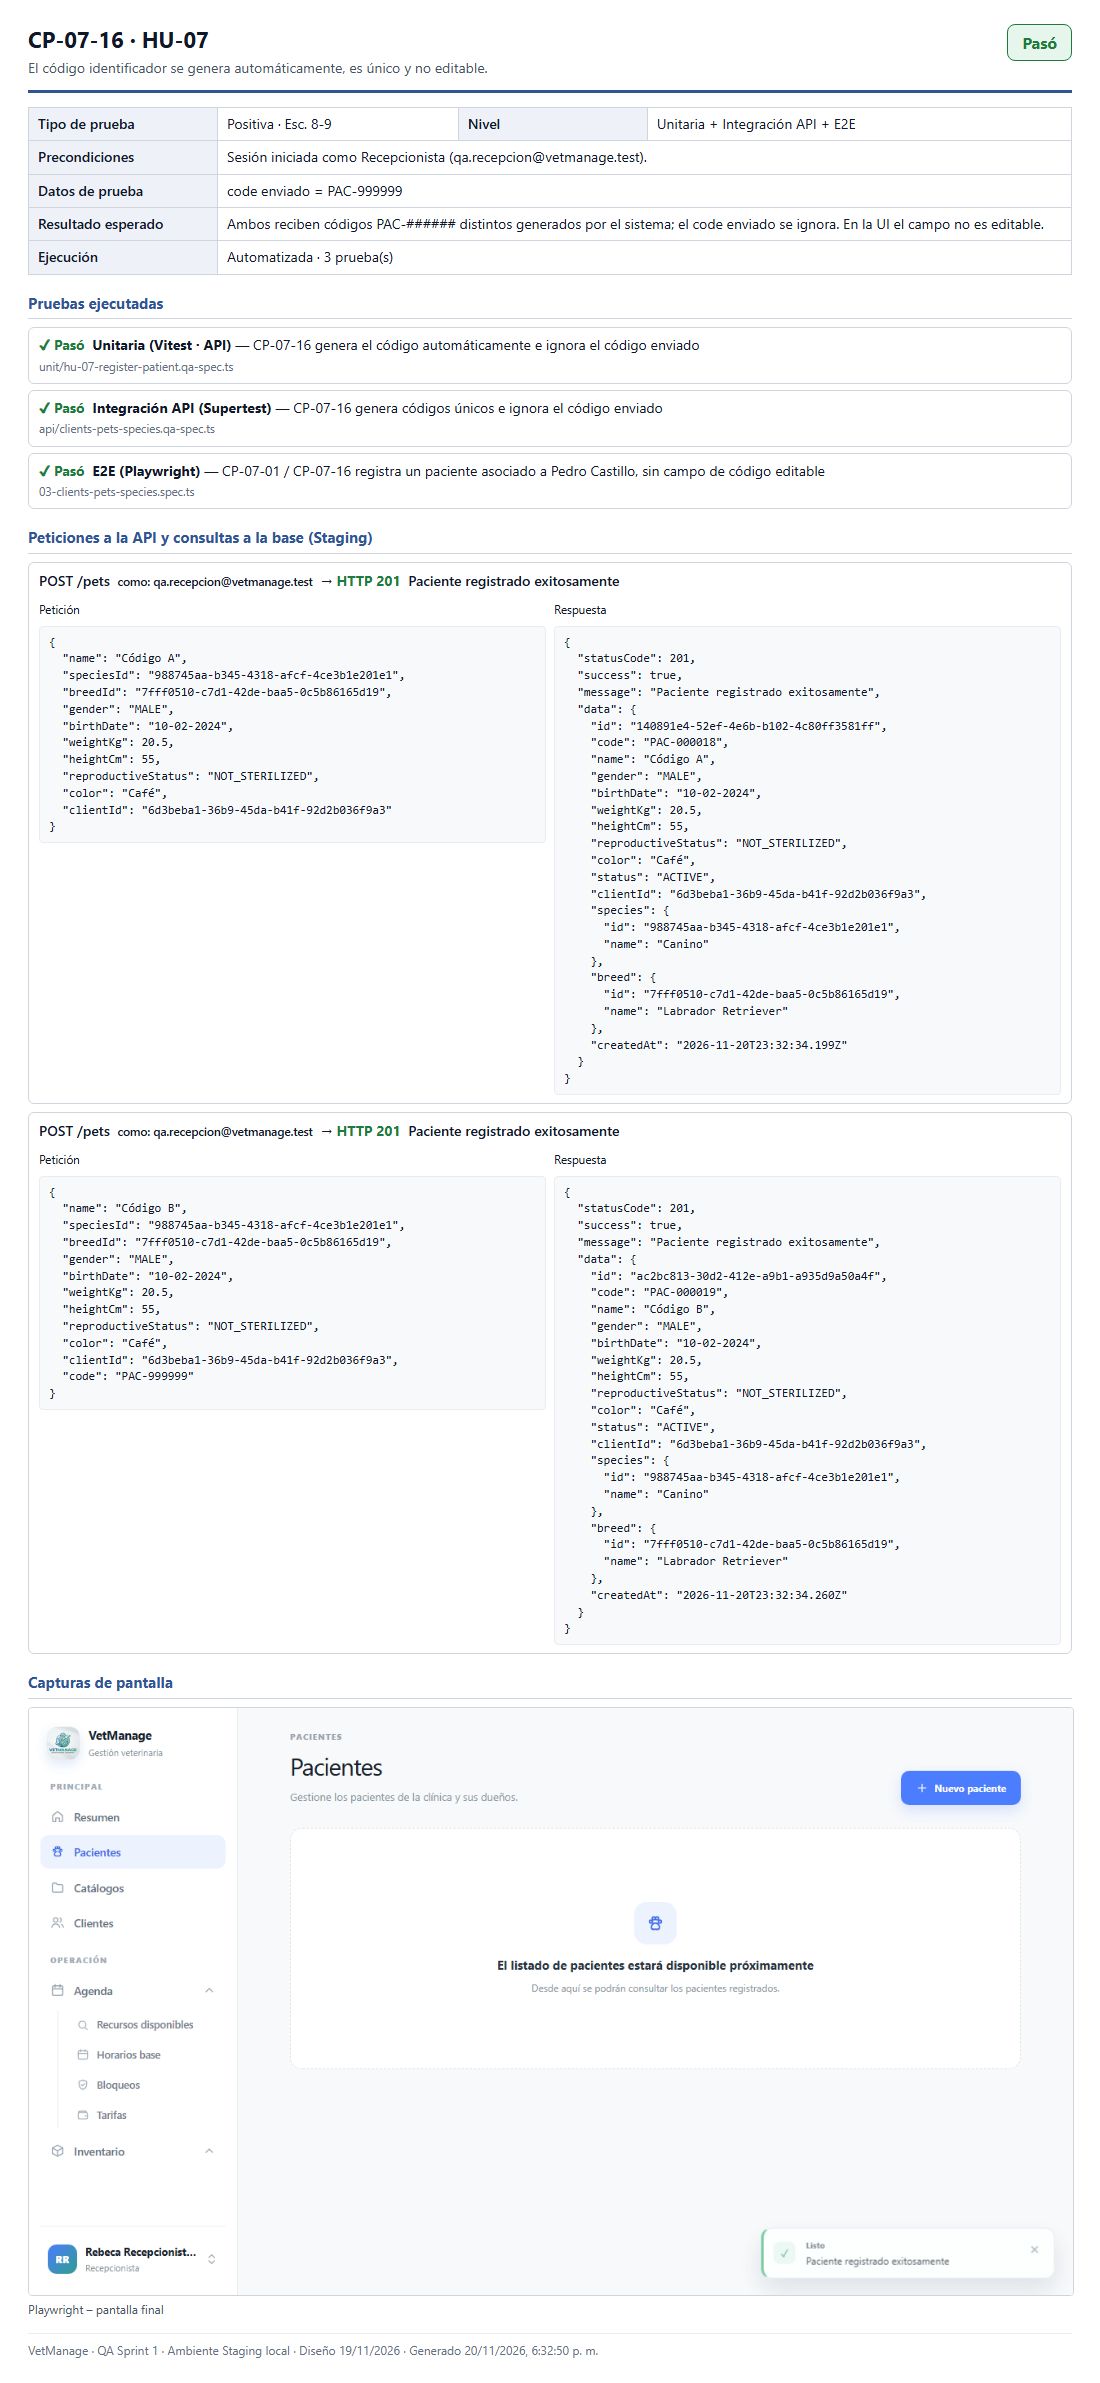 CP-07-16 · HU-07
Pasó
El código identificador se genera automáticamente, es único y no editable.
Tipo de prueba	Positiva · Esc. 8-9	Nivel	Unitaria + Integración API + E2E
Precondiciones	Sesión iniciada como Recepcionista (qa.recepcion@vetmanage.test).
Datos de prueba	code enviado = PAC-999999
Resultado esperado	Ambos reciben códigos PAC-###### distintos generados por el sistema; el code enviado se ignora. En la UI el campo no es editable.
Ejecución	Automatizada · 3 prueba(s)
Pruebas ejecutadas
✓ Pasó Unitaria (Vitest · API) — CP-07-16 genera el código automáticamente e ignora el código enviado
unit/hu-07-register-patient.qa-spec.ts
✓ Pasó Integración API (Supertest) — CP-07-16 genera códigos únicos e ignora el código enviado
api/clients-pets-species.qa-spec.ts
✓ Pasó E2E (Playwright) — CP-07-01 / CP-07-16 registra un paciente asociado a Pedro Castillo, sin campo de código editable
03-clients-pets-species.spec.ts
Peticiones a la API y consultas a la base (Staging)
POST /pets como: qa.recepcion@vetmanage.test → HTTP 201 Paciente registrado exitosamente
Petición
{
"name": "Código A",
"speciesId": "988745aa-b345-4318-afcf-4ce3b1e201e1",
"breedId": "7fff0510-c7d1-42de-baa5-0c5b86165d19",
"gender": "MALE",
"birthDate": "10-02-2024",
"weightKg": 20.5,
"heightCm": 55,
"reproductiveStatus": "NOT_STERILIZED",
"color": "Café",
"clientId": "6d3beba1-36b9-45da-b41f-92d2b036f9a3"
}
Respuesta
{
"statusCode": 201,
"success": true,
"message": "Paciente registrado exitosamente",
"data": {
"id": "140891e4-52ef-4e6b-b102-4c80ff3581ff",
"code": "PAC-000018",
"name": "Código A",
"gender": "MALE",
"birthDate": "10-02-2024",
"weightKg": 20.5,
"heightCm": 55,
"reproductiveStatus": "NOT_STERILIZED",
"color": "Café",
"status": "ACTIVE",
"clientId": "6d3beba1-36b9-45da-b41f-92d2b036f9a3",
"species": {
"id": "988745aa-b345-4318-afcf-4ce3b1e201e1",
"name": "Canino"
},
"breed": {
"id": "7fff0510-c7d1-42de-baa5-0c5b86165d19",
"name": "Labrador Retriever"
},
"createdAt": "2026-11-20T23:32:34.199Z"
}
}
POST /pets como: qa.recepcion@vetmanage.test → HTTP 201 Paciente registrado exitosamente
Petición
{
"name": "Código B",
"speciesId": "988745aa-b345-4318-afcf-4ce3b1e201e1",
"breedId": "7fff0510-c7d1-42de-baa5-0c5b86165d19",
"gender": "MALE",
"birthDate": "10-02-2024",
"weightKg": 20.5,
"heightCm": 55,
"reproductiveStatus": "NOT_STERILIZED",
"color": "Café",
"clientId": "6d3beba1-36b9-45da-b41f-92d2b036f9a3",
"code": "PAC-999999"
}
Respuesta
{
"statusCode": 201,
"success": true,
"message": "Paciente registrado exitosamente",
"data": {
"id": "ac2bc813-30d2-412e-a9b1-a935d9a50a4f",
"code": "PAC-000019",
"name": "Código B",
"gender": "MALE",
"birthDate": "10-02-2024",
"weightKg": 20.5,
"heightCm": 55,
"reproductiveStatus": "NOT_STERILIZED",
"color": "Café",
"status": "ACTIVE",
"clientId": "6d3beba1-36b9-45da-b41f-92d2b036f9a3",
"species": {
"id": "988745aa-b345-4318-afcf-4ce3b1e201e1",
"name": "Canino"
},
"breed": {
"id": "7fff0510-c7d1-42de-baa5-0c5b86165d19",
"name": "Labrador Retriever"
},
"createdAt": "2026-11-20T23:32:34.260Z"
}
}
Capturas de pantalla
VetManage
Gestión veterinaria
PRINCIPAL
Resumen
Pacientes
Catálogos
Clientes
OPERACIÓN
Agenda
Recursos disponibles
Horarios base
Bloqueos
Tarifas
Inventario
RR
Rebeca Recepcionist...
Recepcionista
PACIENTES
Pacientes
Gestione los pacientes de la clínica y sus dueños.
+ Nuevo paciente
El listado de pacientes estará disponible próximamente
Desde aquí se podrán consultar los pacientes registrados.
Listo
Paciente registrado exitosamente
Playwright – pantalla final
VetManage · QA Sprint 1 · Ambiente Staging local · Diseño 19/11/2026 · Generado 20/11/2026, 6:32:50 p. m.